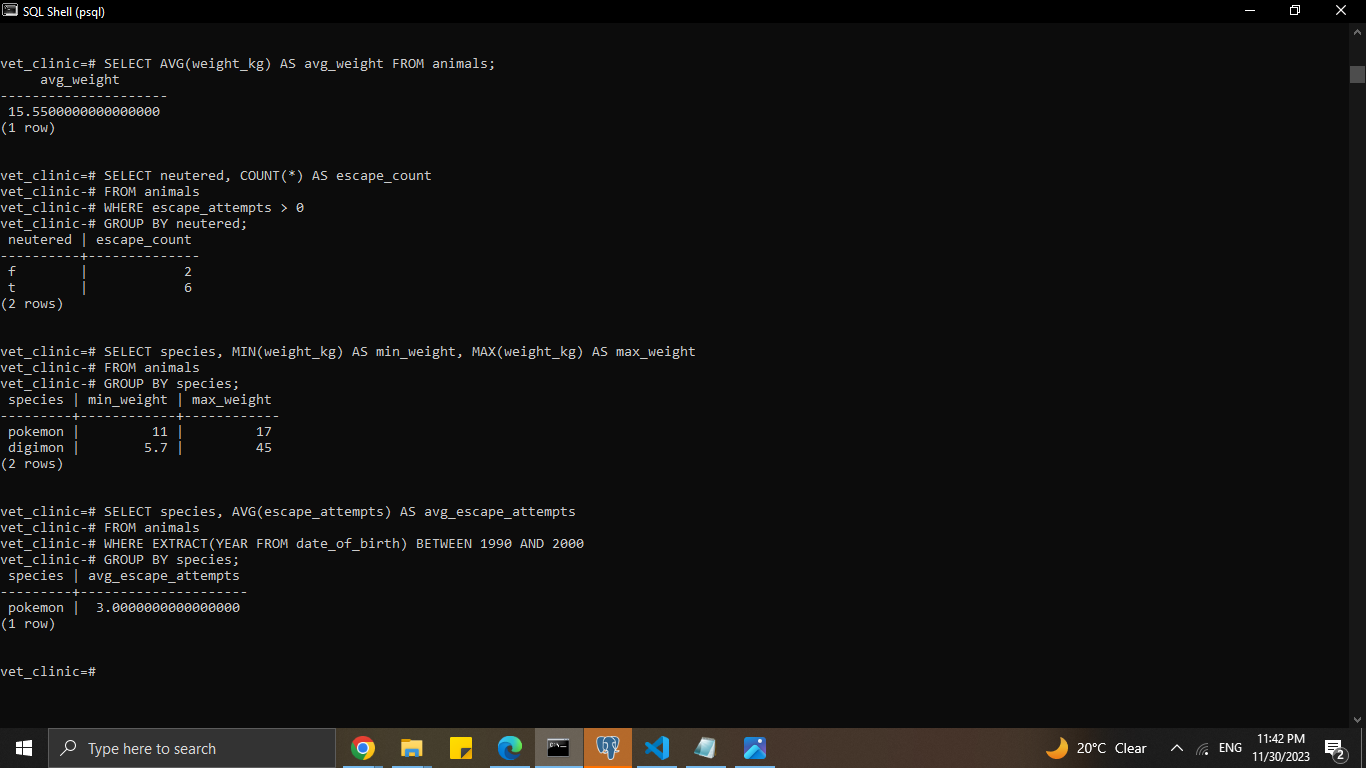 SQL Shell (psql)
vet_clinic=# SELECT AVG(weight_kg) AS avg_weight FROM animals;
     avg_weight
---------------------
 15.5500000000000000
(1 row)
vet_clinic=# SELECT neutered, COUNT(*) AS escape_count
vet_clinic-# FROM animals
vet_clinic-# WHERE escape_attempts > 0
vet_clinic-# GROUP BY neutered;
 neutered | escape_count
----------+--------------
 f        |            2
 t        |            6
(2 rows)
vet_clinic=# SELECT species, MIN(weight_kg) AS min_weight, MAX(weight_kg) AS max_weight
vet_clinic-# FROM animals
vet_clinic-# GROUP BY species;
 species | min_weight | max_weight
---------+------------+------------
 pokemon |         11 |         17
 digimon |        5.7 |         45
(2 rows)
vet_clinic=# SELECT species, AVG(escape_attempts) AS avg_escape_attempts
vet_clinic-# FROM animals
vet_clinic-# WHERE EXTRACT(YEAR FROM date_of_birth) BETWEEN 1990 AND 2000
vet_clinic-# GROUP BY species;
 species | avg_escape_attempts
---------+---------------------
 pokemon |  3.0000000000000000
(1 row)
vet_clinic=#
Type here to search
20°C Clear
ENG
11:42 PM
11/30/2023
2